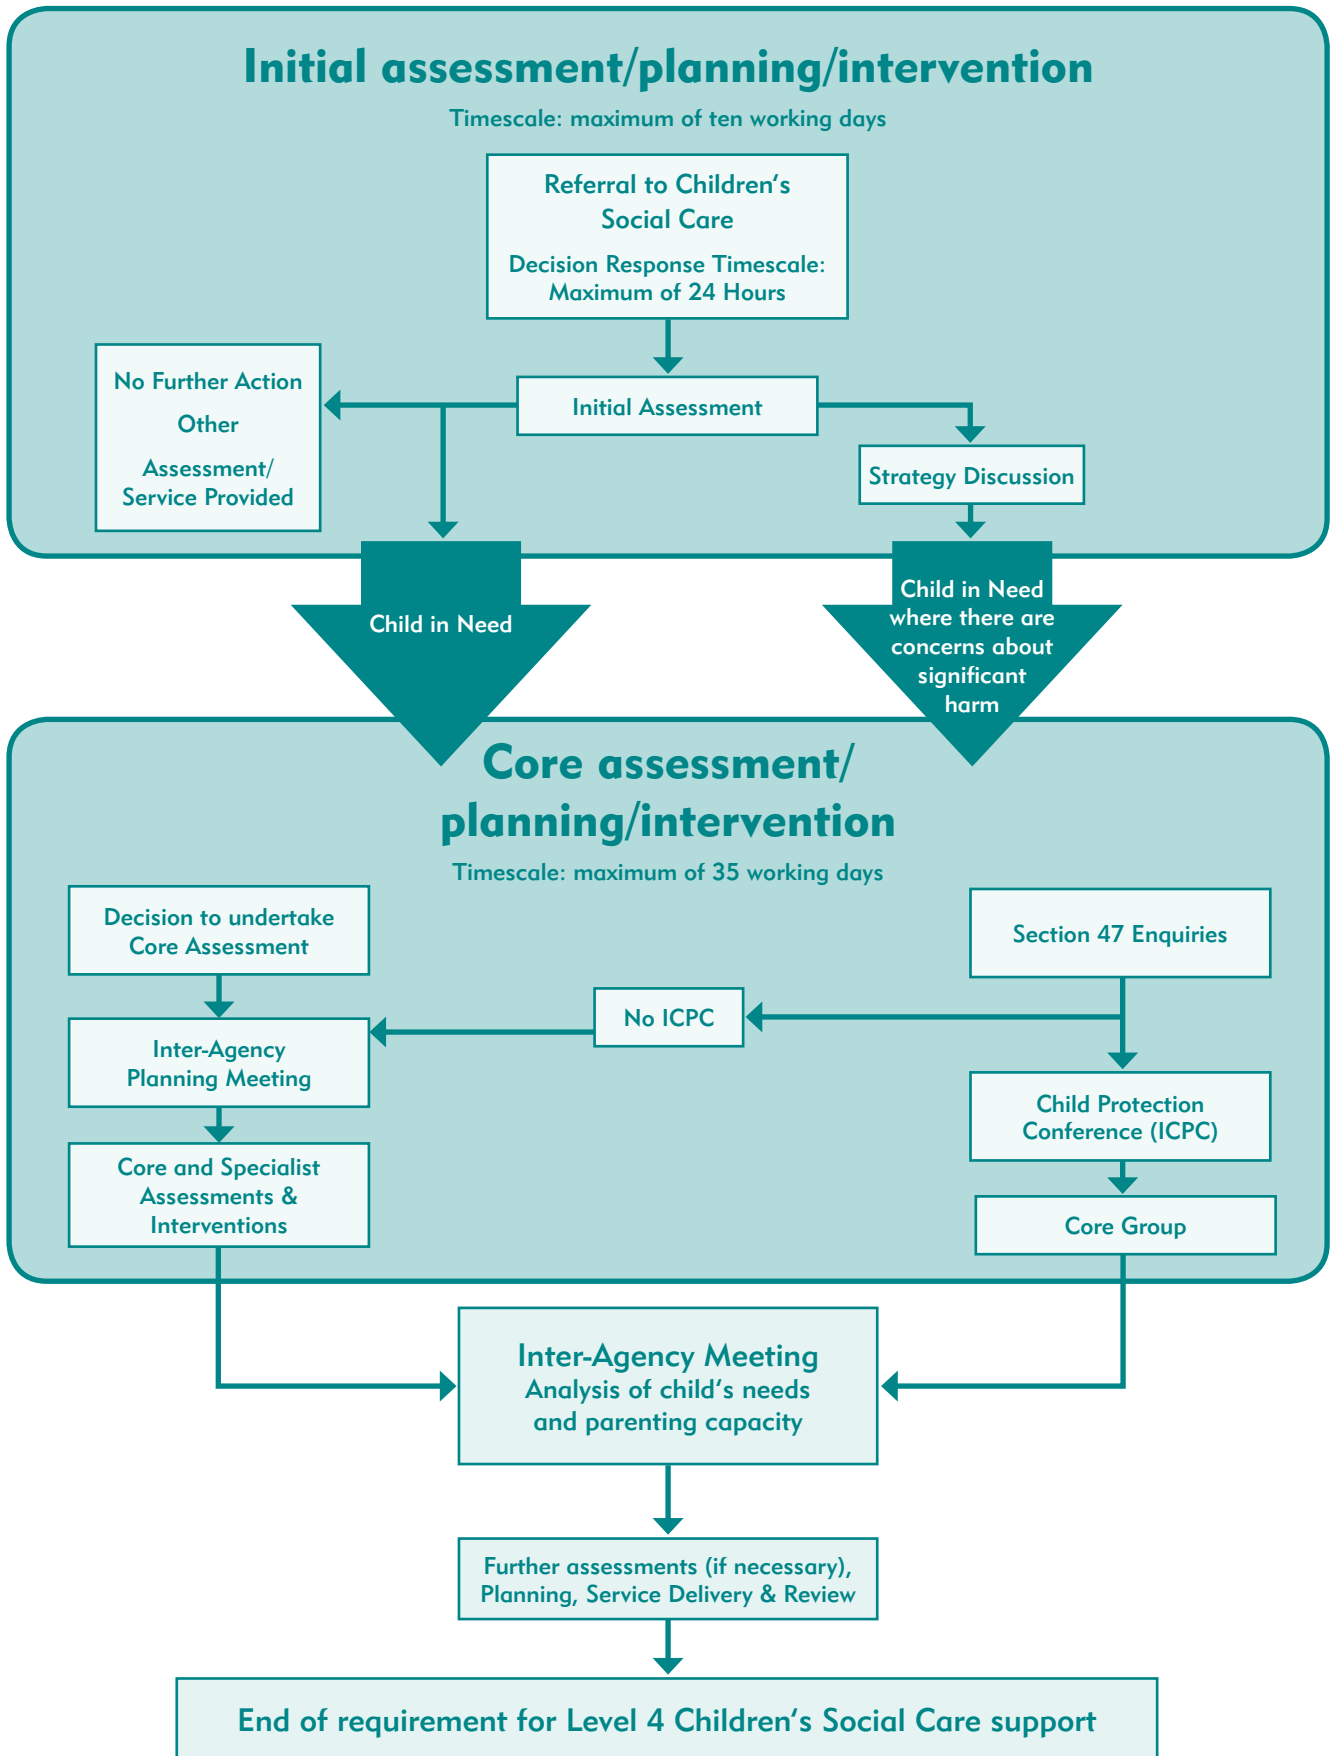 Initial assessment/planning/intervention
Timescale: maximum of ten working days
Referral to Children‘s
Social Care
Decision Response Timescale:
Maximum of 24 Hours
No Further Action
Other
Assessment/
Service Provided
Initial Assessment
Strategy Discussion
Child in Need
Child in Need
where there are
concerns about
significant
harm
Core assessment/
planning/intervention
Timescale: maximum of 35 working days
Decision to undertake
Core Assessment
Section 47 Enquiries
No ICPC
Inter-Agency
Planning Meeting
Child Protection
Conference (ICPC)
Core and Specialist
Assessments &
Interventions
Core Group
Inter-Agency Meeting
Analysis of child‘s needs
and parenting capacity
Further assessments (if necessary),
Planning, Service Delivery & Review
End of requirement for Level 4 Children‘s Social Care support